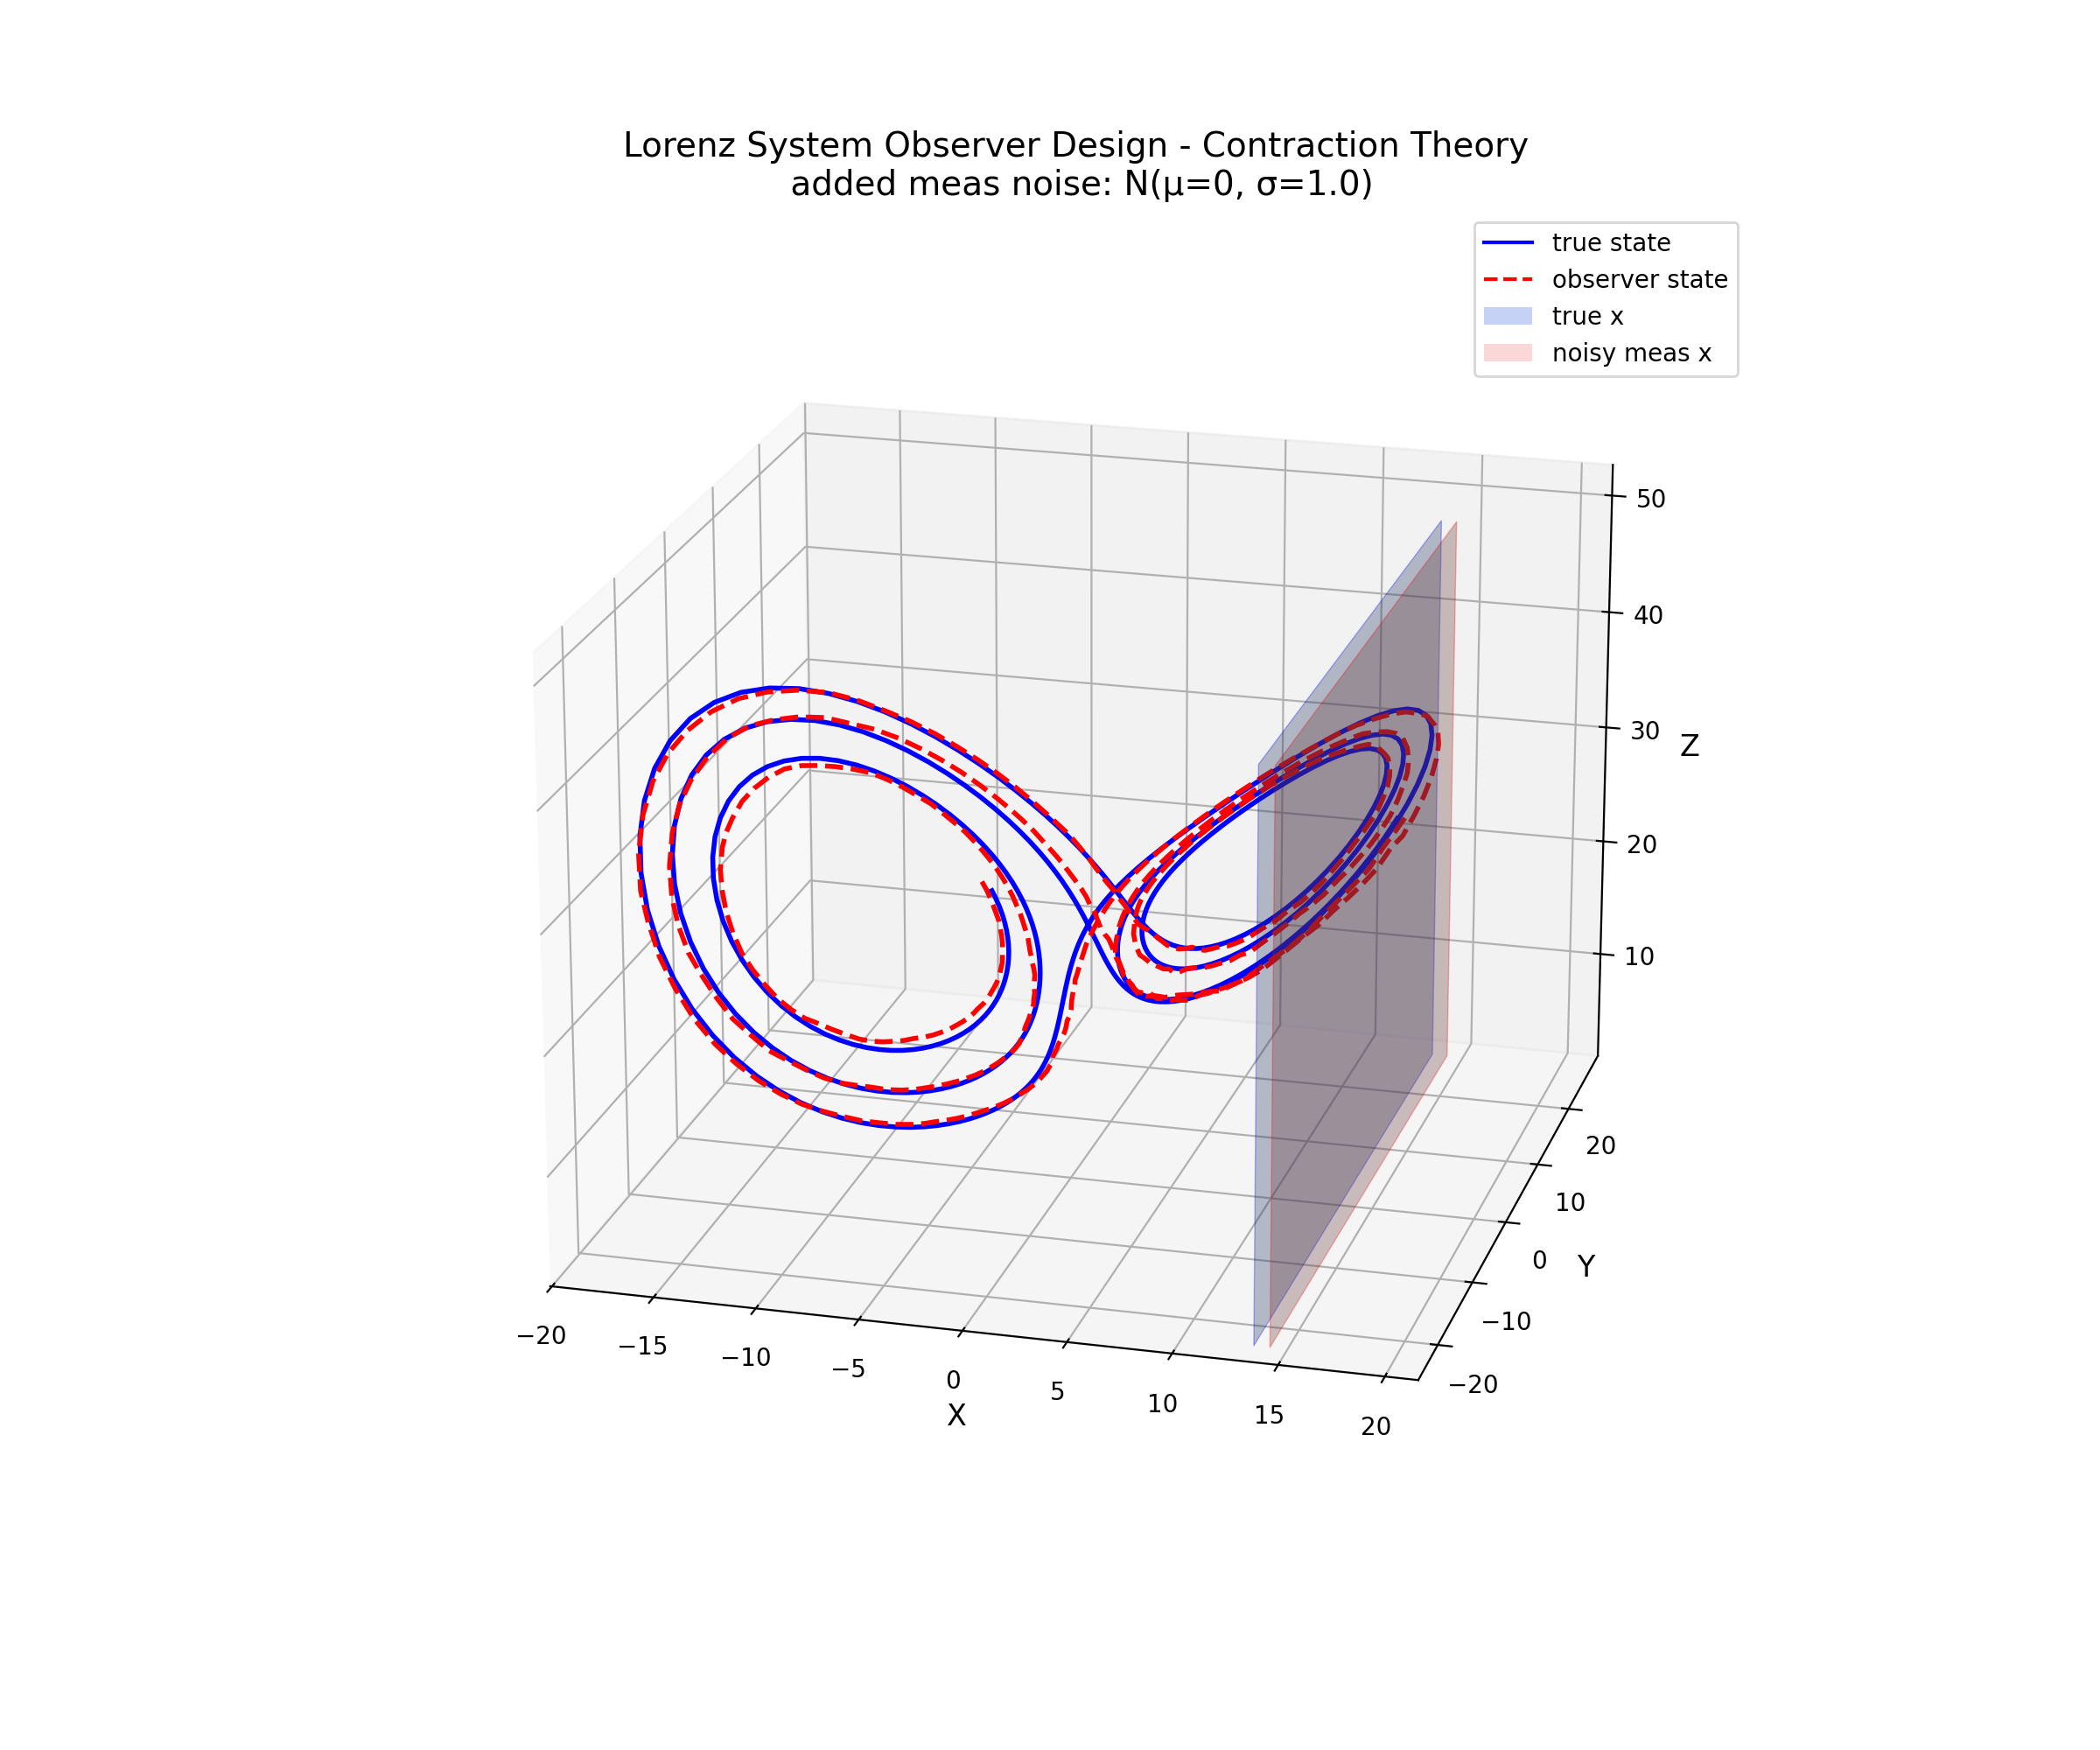 Lorenz System Observer Design - Contraction Theory
added meas noise: N(μ=0, σ=1.0)
true state
observer state
true x
noisy meas x
50
40
30
Z
20
10
20
10
0
Y
−10
−20
−20
−15
−10
−5
0
5
10
15
20
X